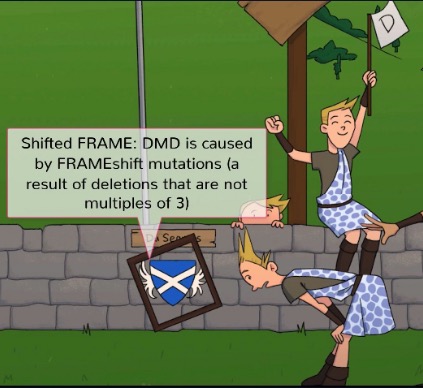 D
Shifted FRAME: DMD is caused
by FRAMEshift mutations (a
result of deletions that are not
multiples of 3)